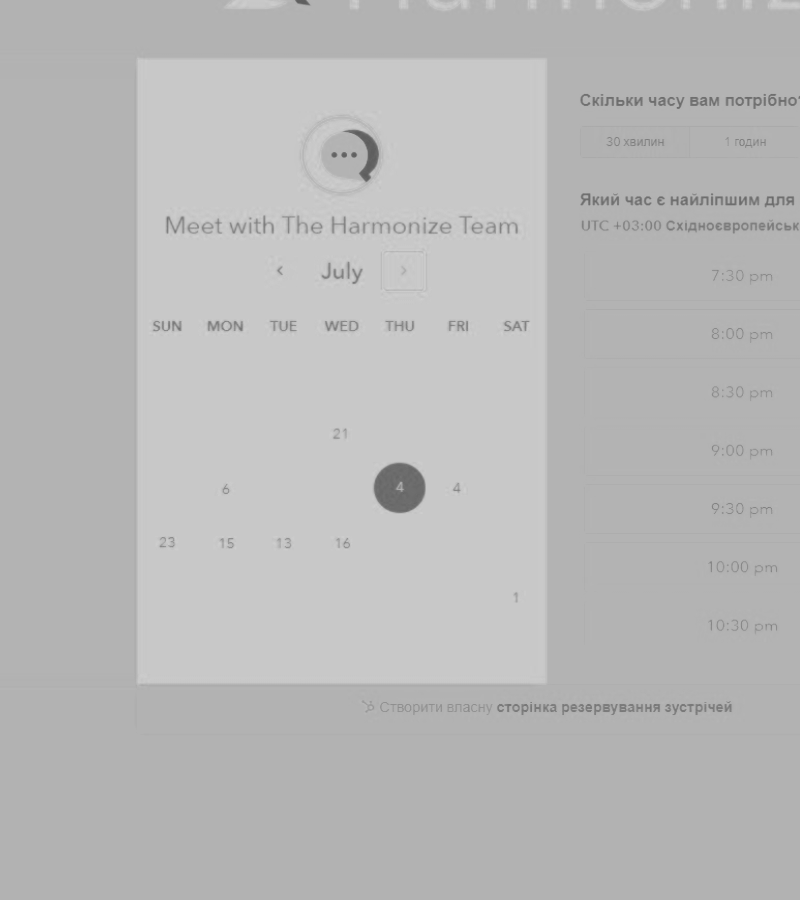 Harmoniz
Meet with The Harmonize Team
‹ July ›
SUN MON TUE WED THU FRI SAT
21
6 4 4
23 15 13 16
1
Скільки часу вам потрібно?
30 хвилин 1 годин
Який час є найліпшим для
UTC +03:00 Східноєвропейськ
7:30 pm
8:00 pm
8:30 pm
9:00 pm
9:30 pm
10:00 pm
10:30 pm
Створити власну сторінка резервування зустрічей